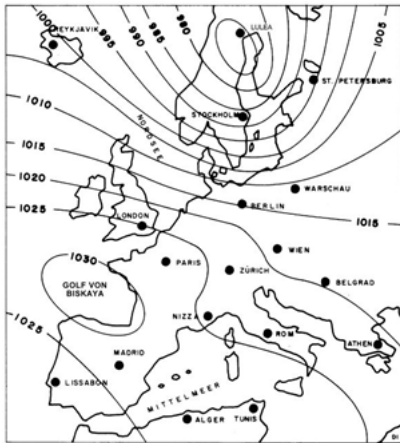 1000
995
990
985
980
LULEA
1005
REYKJAVIK
ST. PETERSBURG
1010
STOCKHOLM
NORDSEE
1015
1020
WARSCHAU
1025
BERLIN
LONDON
1015
WIEN
1030
PARIS
ZÜRICH
BELGRAD
GOLF VON
BISKAYA
NIZZA
1025
ROM
ATHEN
MADRID
LISSABON
MITTELMEER
ALGER
TUNIS